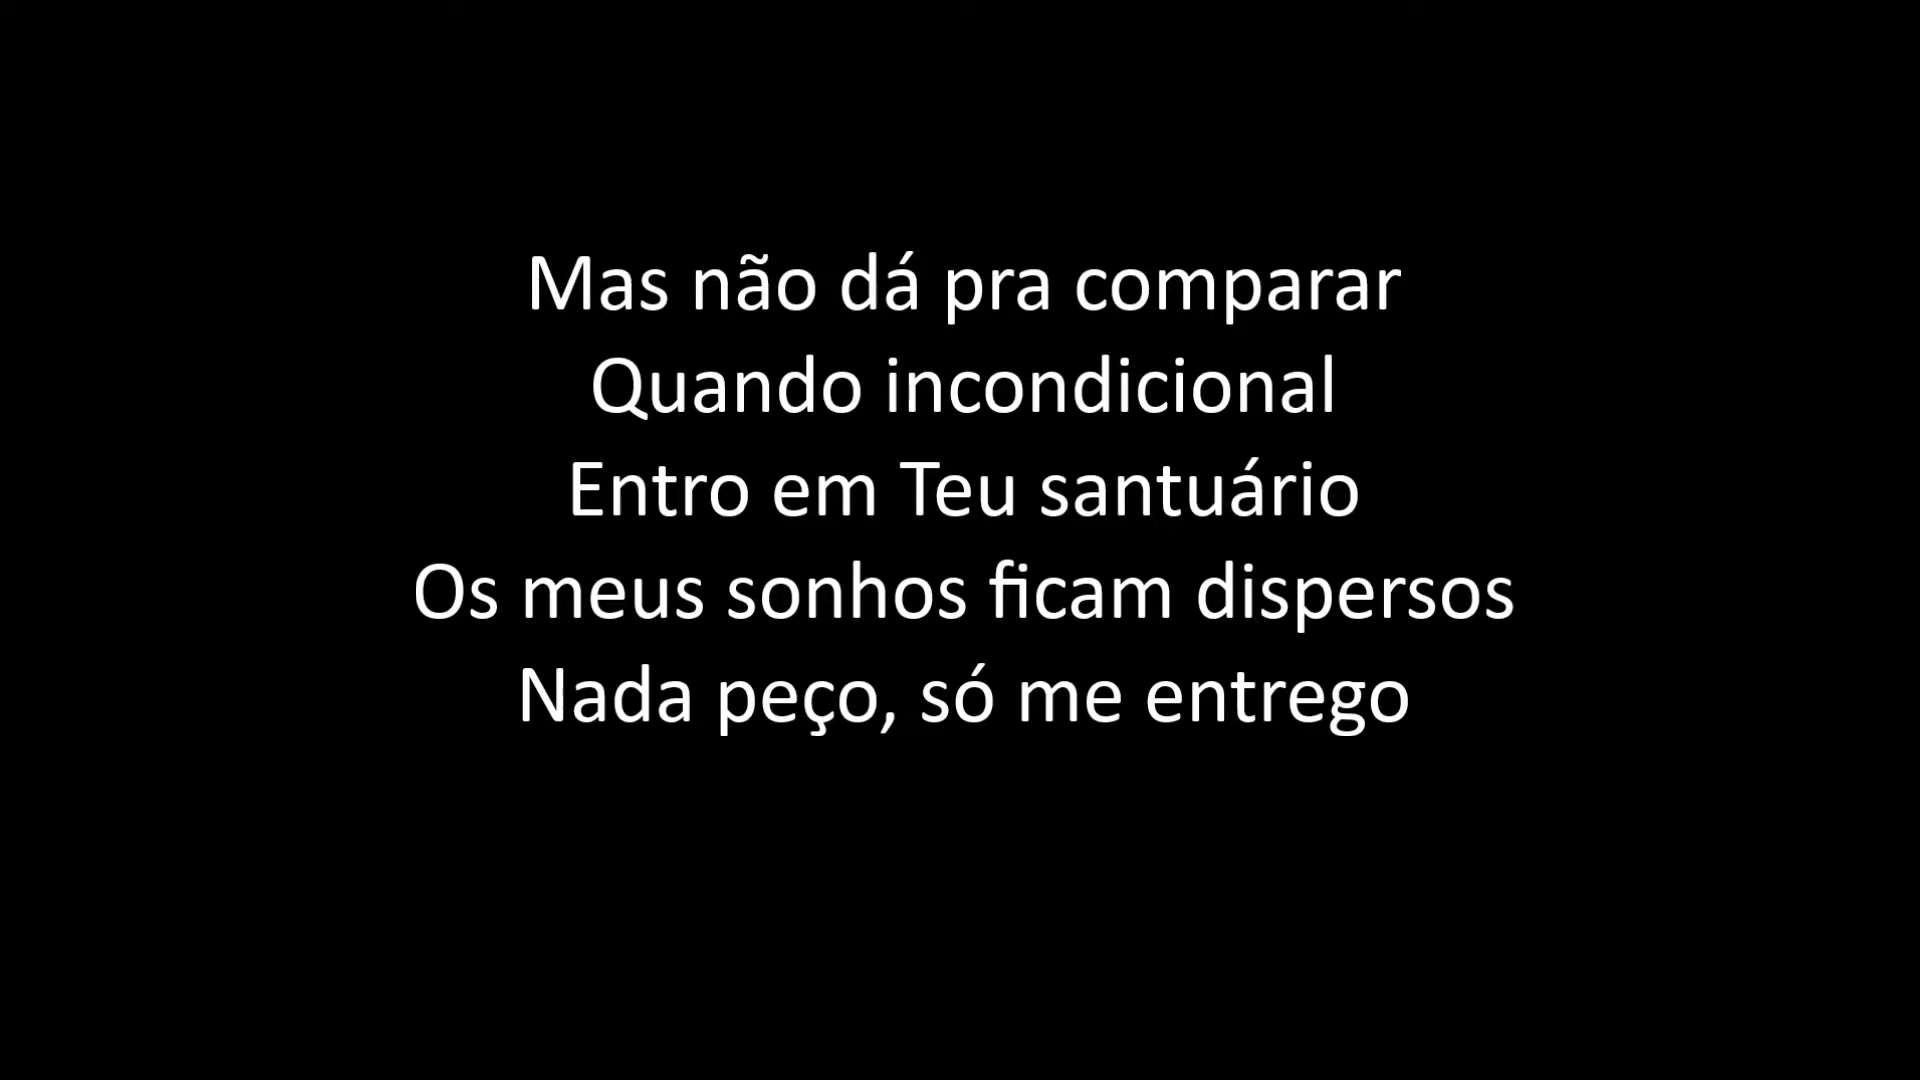 Mas não dá pra comparar
Quando incondicional
Entro em Teu santuário
Os meus sonhos ficam dispersos
Nada peço, só me entrego